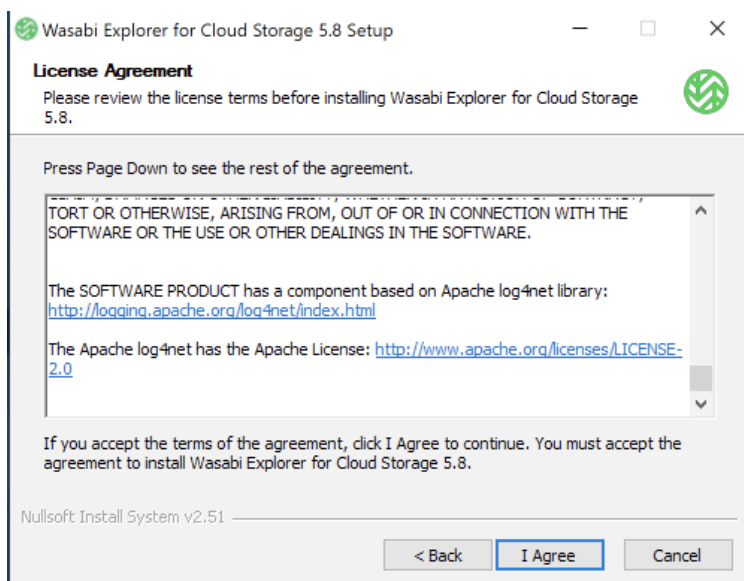 Wasabi Explorer for Cloud Storage 5.8 Setup
License Agreement
Please review the license terms before installing Wasabi Explorer for Cloud Storage
5.8.
Press Page Down to see the rest of the agreement.
TORT OR OTHERWISE, ARISING FROM, OUT OF OR IN CONNECTION WITH THE
SOFTWARE OR THE USE OR OTHER DEALINGS IN THE SOFTWARE.
The SOFTWARE PRODUCT has a component based on Apache log4net library:
http://logging.apache.org/log4net/index.html
The Apache log4net has the Apache License: http://www.apache.org/licenses/LICENSE-
2.0
If you accept the terms of the agreement, click I Agree to continue. You must accept the
agreement to install Wasabi Explorer for Cloud Storage 5.8.
Nullsoft Install System v2.51
< Back
I Agree
Cancel